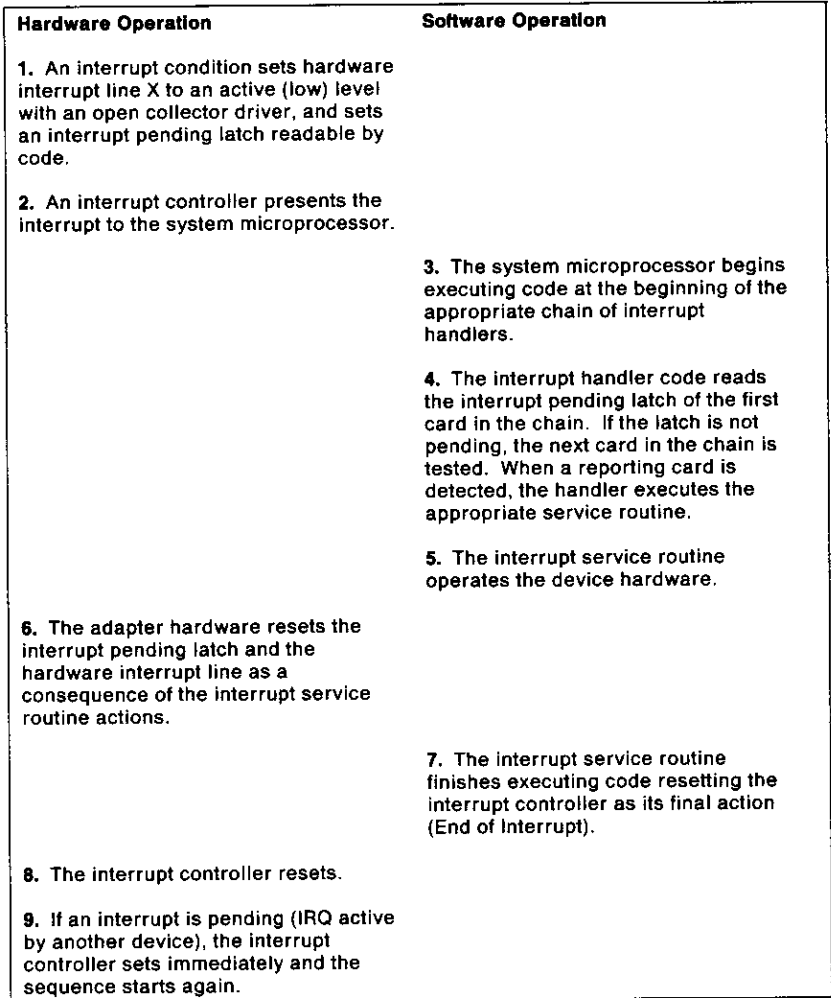 Hardware Operation
Software Operation
1. An interrupt condition sets hardware
interrupt line X to an active (low) level
with an open collector driver, and sets
an interrupt pending latch readable by
code.
2. An interrupt controller presents the
interrupt to the system microprocessor.
3. The system microprocessor begins
executing code at the beginning of the
appropriate chain of interrupt
handlers.
4. The interrupt handler code reads
the interrupt pending latch of the first
card in the chain. If the latch is not
pending, the next card in the chain is
tested. When a reporting card is
detected, the handler executes the
appropriate service routine.
5. The interrupt service routine
operates the device hardware.
6. The adapter hardware resets the
interrupt pending latch and the
hardware interrupt line as a
consequence of the interrupt service
routine actions.
7. The interrupt service routine
finishes executing code resetting the
interrupt controller as its final action
(End of Interrupt).
8. The interrupt controller resets.
9. If an interrupt is pending (IRQ active
by another device), the interrupt
controller sets immediately and the
sequence starts again.